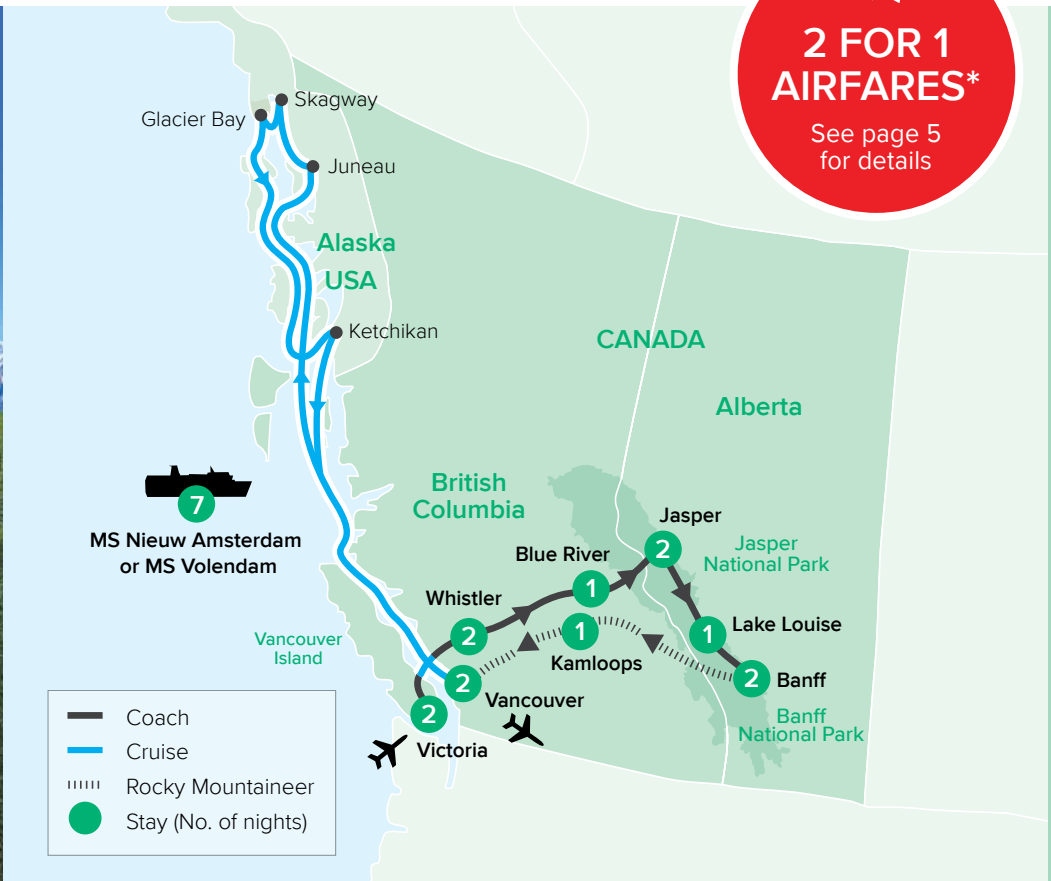 2 FOR 1
AIRFARES*
See page 5
for details
Skagway
Glacier Bay
Juneau
Alaska
USA
Ketchikan
CANADA
Alberta
British
Columbia
7
MS Nieuw Amsterdam
or MS Volendam
Jasper
2
Jasper
National Park
Blue River
1
Whistler
2
1
Kamloops
1
Lake Louise
Vancouver
Island
2
Banff
2
Vancouver
Banff
National Park
2
Victoria
Coach
Cruise
Rocky Mountaineer
Stay (No. of nights)